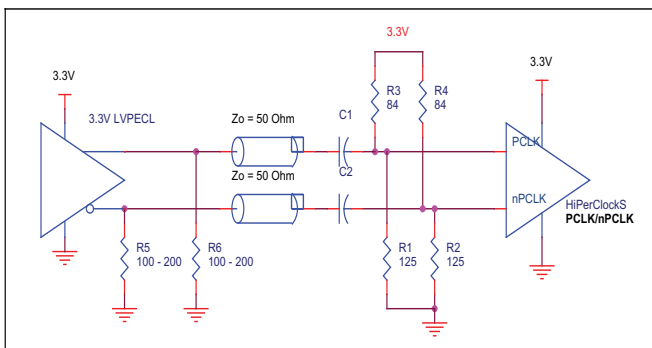 3.3V
3.3V
3.3V
3.3V LVPECL
R3
84
R4
84
Zo = 50 Ohm
C1
PCLK
Zo = 50 Ohm
C2
nPCLK
HiPerClockS
PCLK/nPCLK
R5
100 - 200
R6
100 - 200
R1
125
R2
125